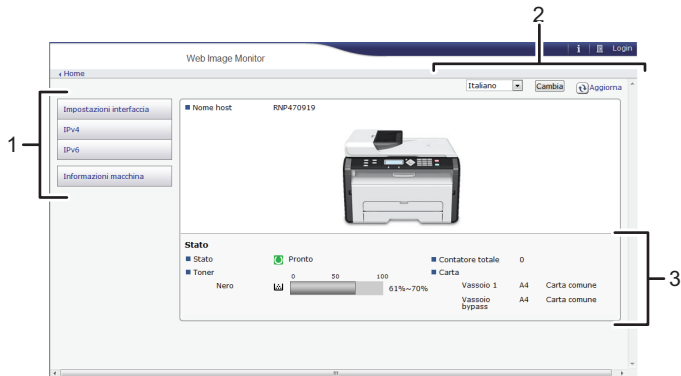 2
i Login
Web Image Monitor
Home
Italiano Cambia Aggiorna
1
Impostazioni interfaccia
IPv4
IPv6
Informazioni macchina
Nome host RNP470919
Stato
Stato Pronto
Contatore totale 0
Toner 0 50 100
Carta
Nero 61%~70%
Vassoio 1 A4 Carta comune
Vassoio bypass A4 Carta comune
3